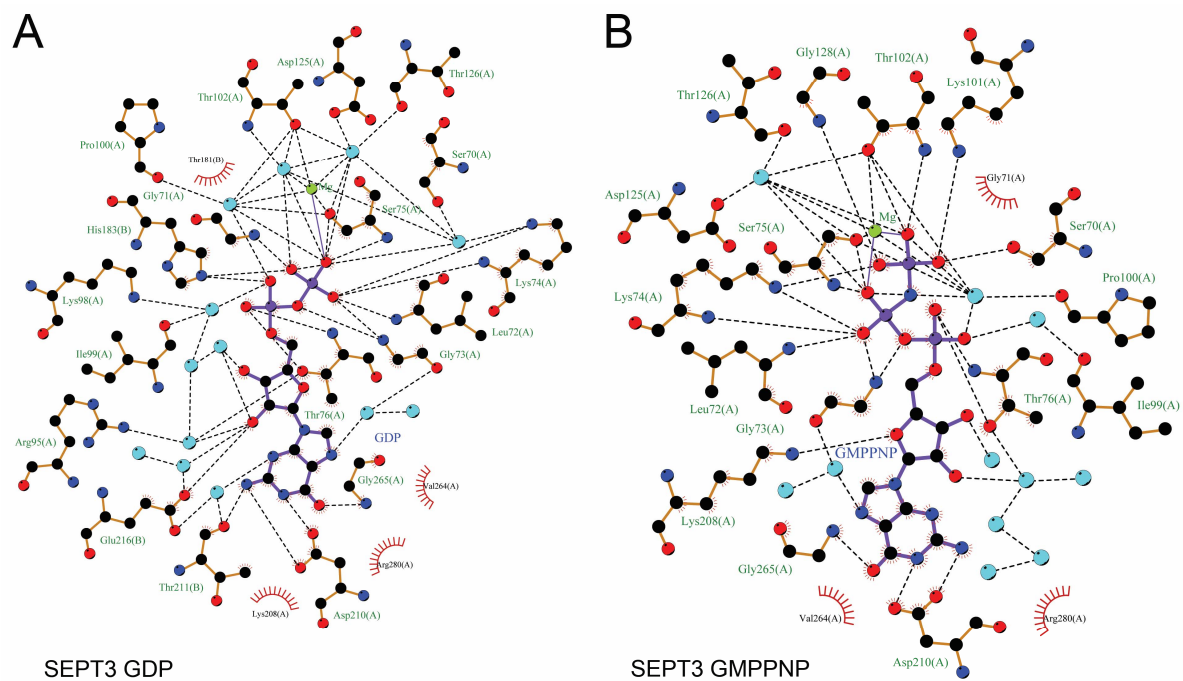 A
B
Asp125(A)
Thr126(A)
Thr102(A)
Pro100(A)
Thr181(B)
Ser70(A)
Gly71(A)
Mg
Ser75(A)
His183(B)
Lys98(A)
Lys74(A)
Leu72(A)
Ile99(A)
Gly73(A)
Thr76(A)
GDP
Arg95(A)
Gly265(A)
Val264(A)
Glu216(B)
Arg280(A)
Thr211(B)
Lys208(A)
Asp210(A)
SEPT3 GDP
Gly128(A)
Thr102(A)
Lys101(A)
Thr126(A)
Gly71(A)
Asp125(A)
Mg
Ser75(A)
Ser70(A)
Lys74(A)
Pro100(A)
Leu72(A)
Thr76(A)
Ile99(A)
Gly73(A)
GMPPNP
Lys208(A)
Gly265(A)
Val264(A)
Arg280(A)
Asp210(A)
SEPT3 GMPPNP